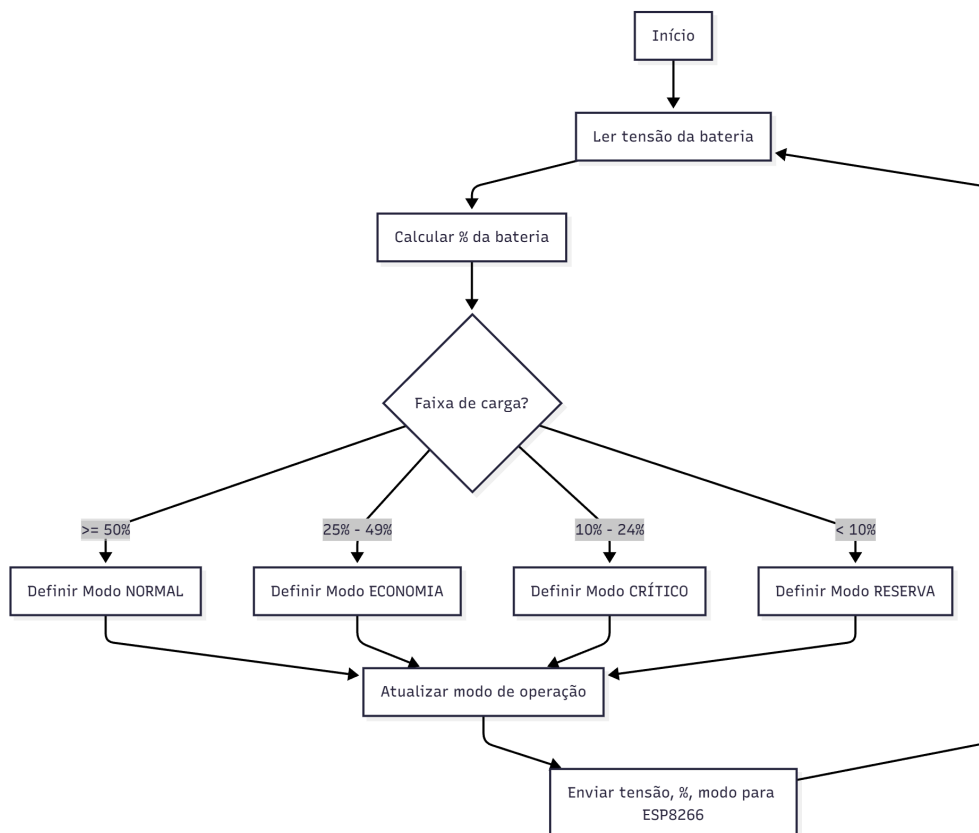 Início
Ler tensão da bateria
Calcular % da bateria
Faixa de carga?
>= 50%
25% - 49%
10% - 24%
< 10%
Definir Modo NORMAL
Definir Modo ECONOMIA
Definir Modo CRÍTICO
Definir Modo RESERVA
Atualizar modo de operação
Enviar tensão, %, modo para
ESP8266